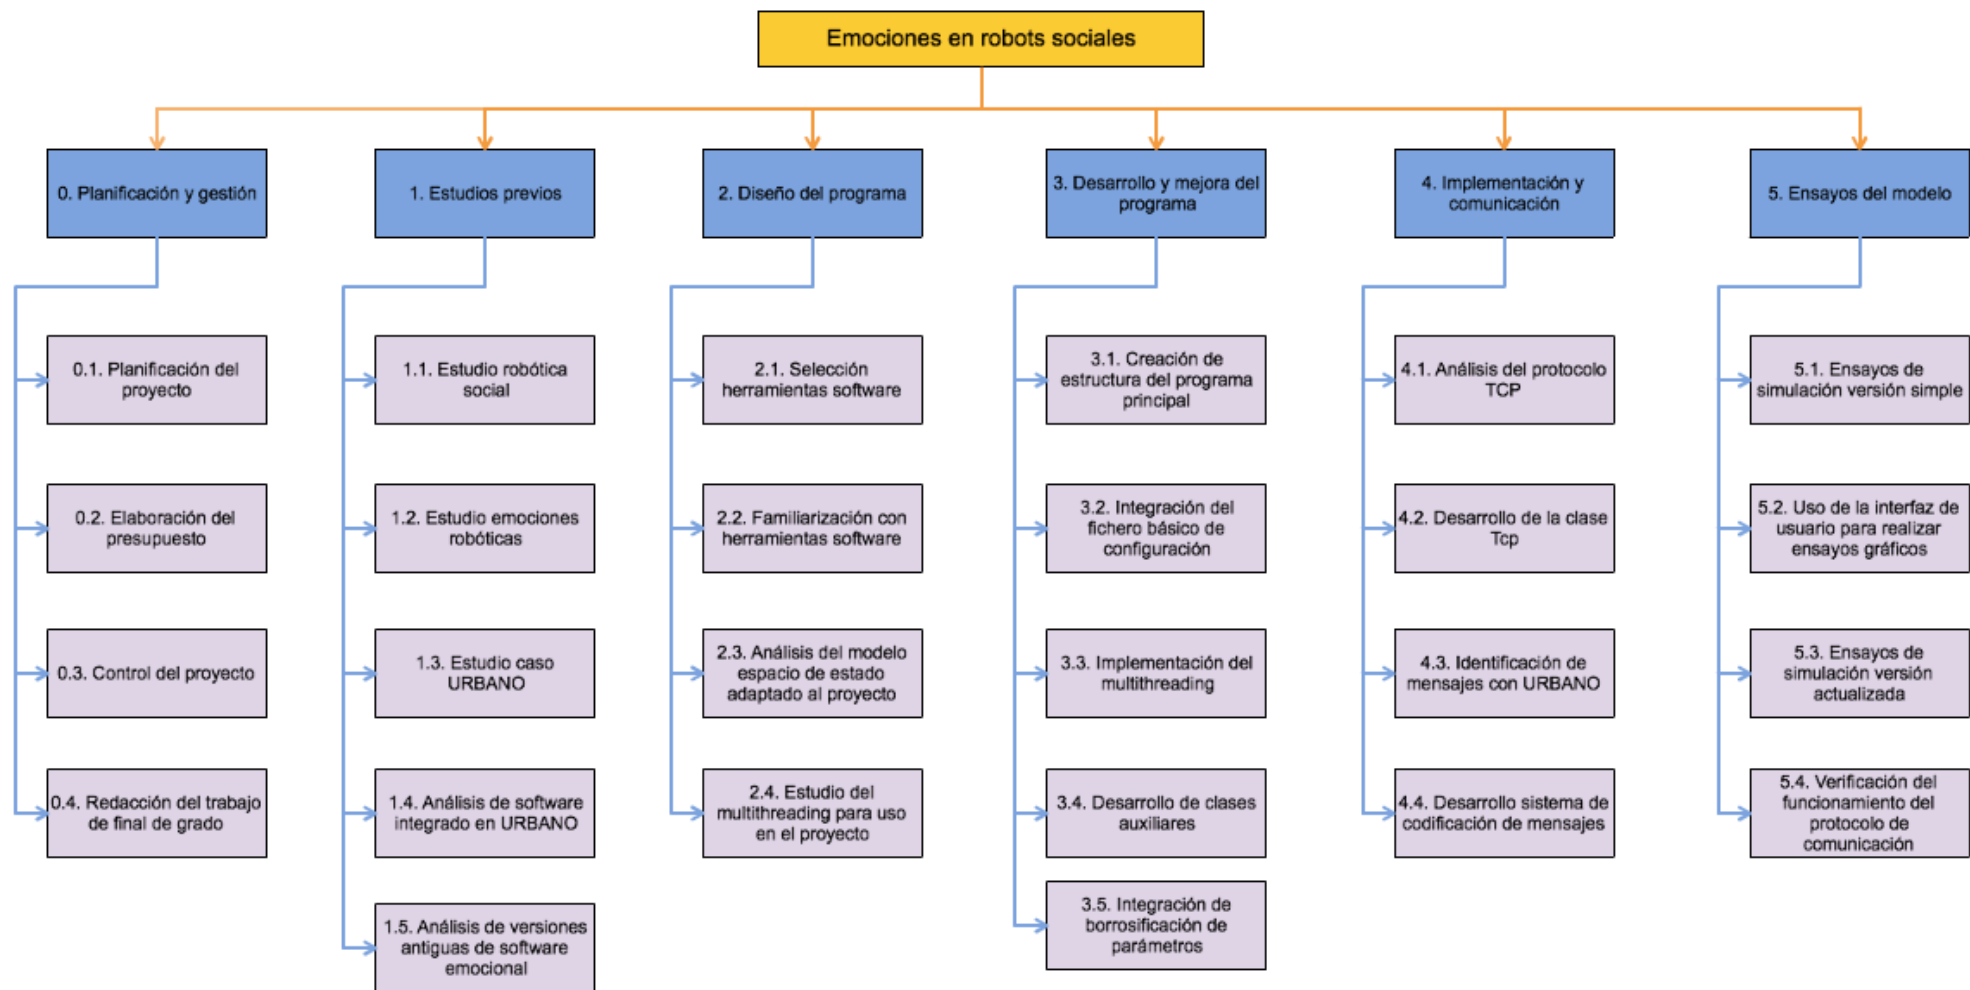 Emociones en robots sociales
0. Planificación y gestión
1. Estudios previos
2. Diseño del programa
3. Desarrollo y mejora del
programa
4. Implementación y
comunicación
5. Ensayos del modelo
0.1. Planificación del
proyecto
0.2. Elaboración del
presupuesto
0.3. Control del proyecto
0.4. Redacción del trabajo
de final de grado
1.1. Estudio robótica
social
1.2. Estudio emociones
robóticas
1.3. Estudio caso
URBANO
1.4. Análisis de software
integrado en URBANO
1.5. Análisis de versiones
antiguas de software
emocional
2.1. Selección
herramientas software
2.2. Familiarización con
herramientas software
2.3. Análisis del modelo
espacio de estado
adaptado al proyecto
2.4. Estudio del
multithreading para uso
en el proyecto
3.1. Creación de
estructura del programa
principal
3.2. Integración del
fichero básico de
configuración
3.3. Implementación del
multithreading
3.4. Desarrollo de clases
auxiliares
3.5. Integración de
borrosificación de
parámetros
4.1. Análisis del protocolo
TCP
4.2. Desarrollo de la clase
Tcp
4.3. Identificación de
mensajes con URBANO
4.4. Desarrollo sistema de
codificación de mensajes
5.1. Ensayos de
simulación versión simple
5.2. Uso de la interfaz de
usuario para realizar
ensayos gráficos
5.3. Ensayos de
simulación versión
actualizada
5.4. Verificación del
funcionamiento del
protocolo de
comunicación